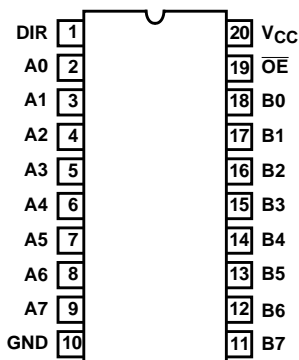 DIR 1 20 VCC
A0 2 19 O̅E̅
A1 3 18 B0
A2 4 17 B1
A3 5 16 B2
A4 6 15 B3
A5 7 14 B4
A6 8 13 B5
A7 9 12 B6
GND 10 11 B7